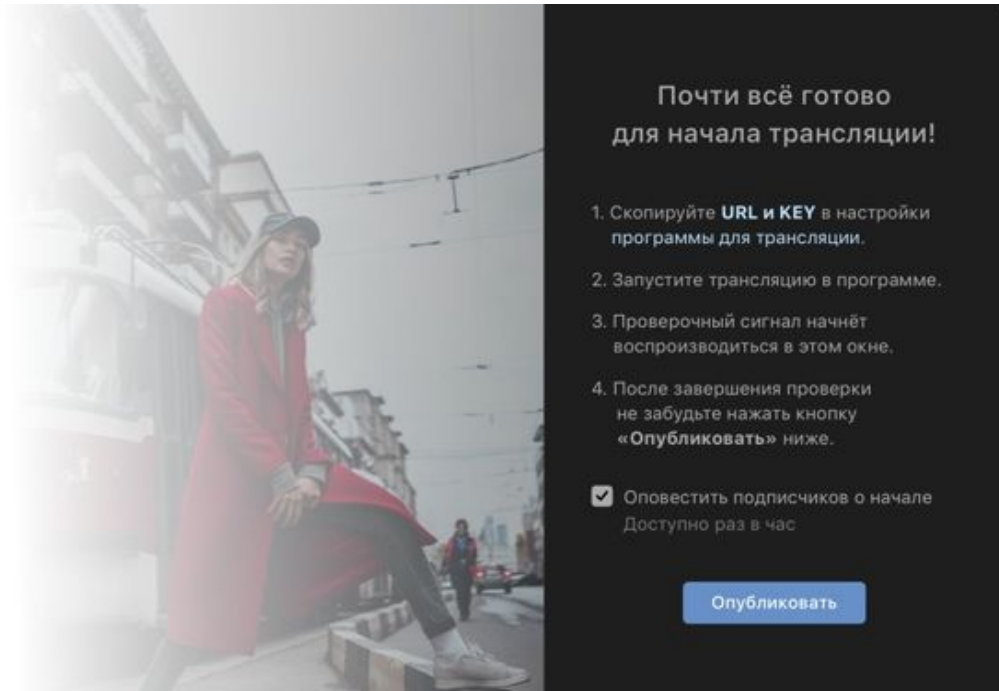 Почти всё готово
для начала трансляции!
1. Скопируйте URL и KEY в настройки
программы для трансляции.
2. Запустите трансляцию в программе.
3. Проверочный сигнал начнёт
воспроизводиться в этом окне.
4. После завершения проверки
не забудьте нажать кнопку
«Опубликовать» ниже.
Оповестить подписчиков о начале
Доступно раз в час
Опубликовать